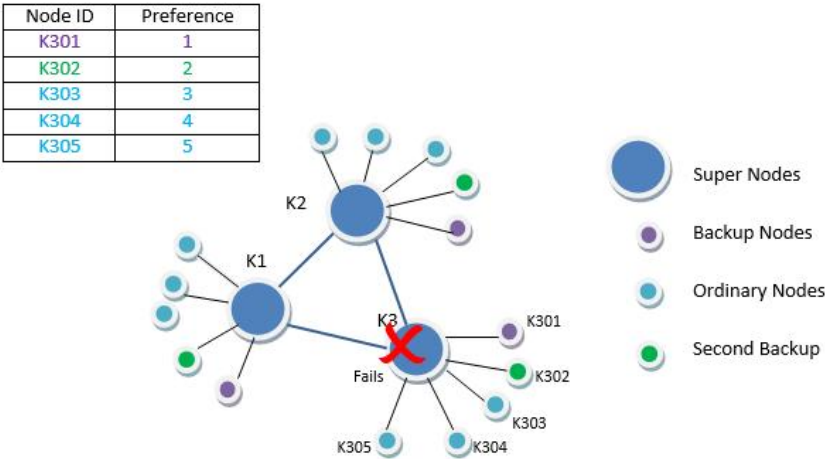 Node ID Preference
K301 1
K302 2
K303 3
K304 4
K305 5
K2
Super Nodes
Backup Nodes
K1
Ordinary Nodes
K3
K301
Second Backup
Fails
K302
K303
K305
K304